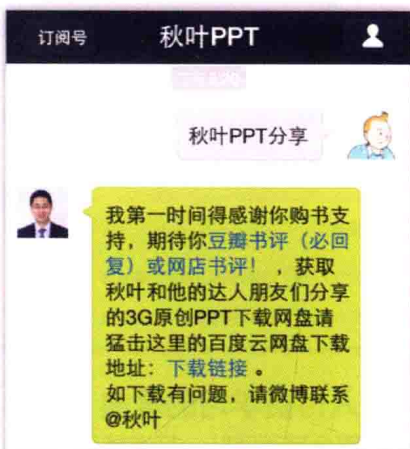 订阅号 秋叶PPT
秋叶PPT分享
我第一时间得感谢你购书支
持，期待你豆瓣书评（必回
复）或网店书评！，获取
秋叶和他的达人朋友们分享
的3G原创PPT下载网盘请
猛击这里的百度云网盘下载
地址：下载链接。
如下载有问题，请微博联系
@秋叶